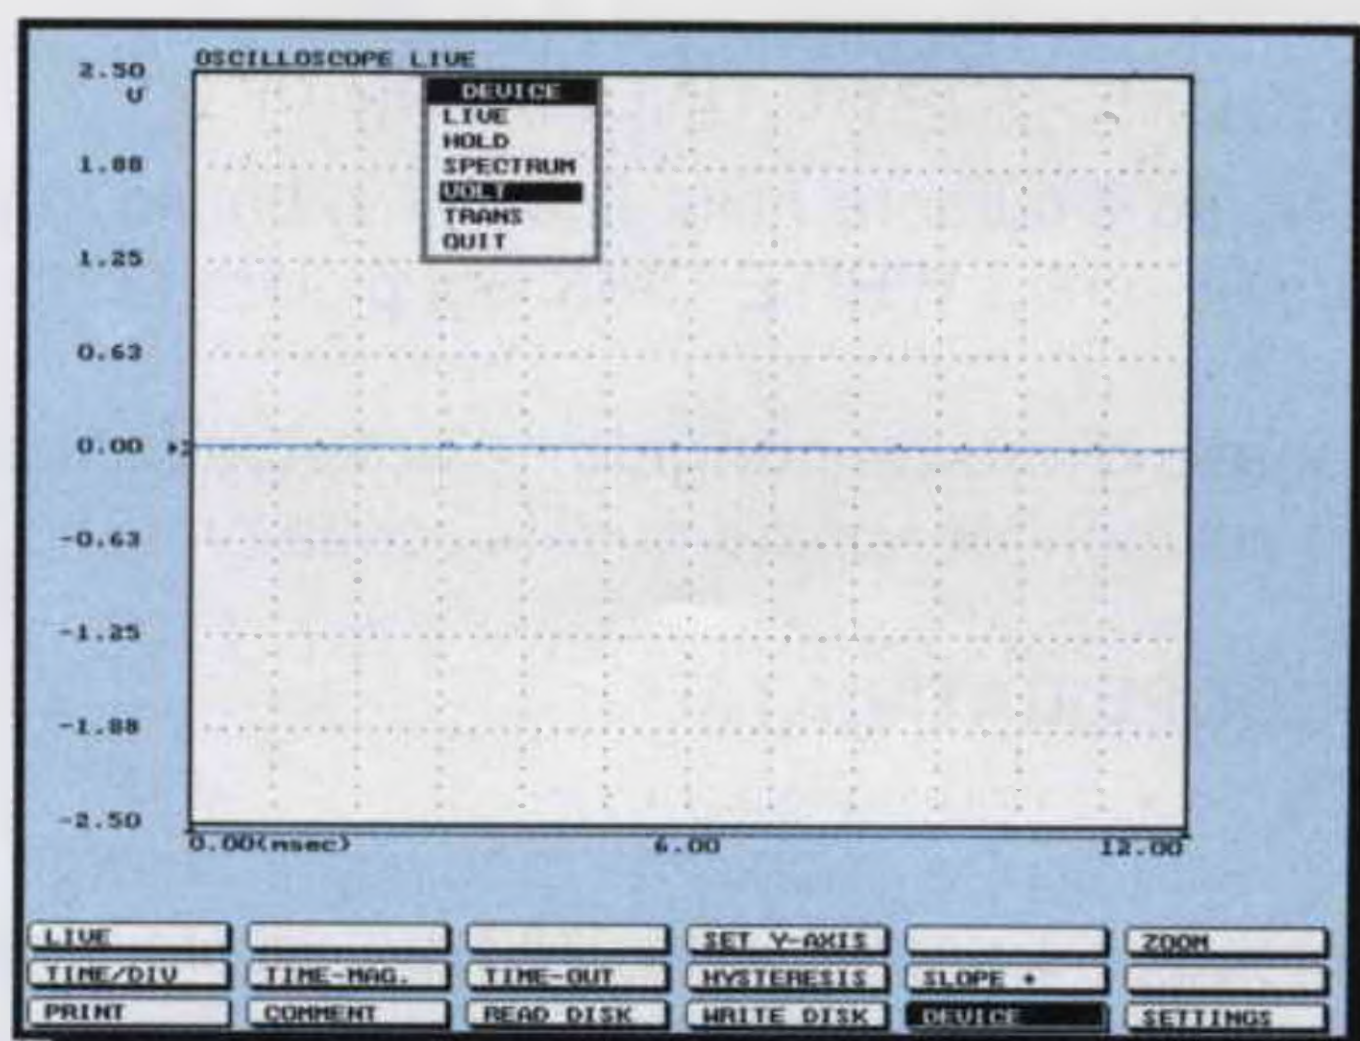 OSCILLOSCOPE LIVE
2.50
V
1.88
1.25
0.63
0.00
-0.63
-1.25
-1.88
-2.50
DEVICE
LIVE
HOLD
SPECTRUM
VOLT
TRANS
QUIT
0.00(msec) 6.00 12.00
LIVE SET Y-AXIS ZOOM
TIME/DIV TIME-MAG. TIME-OUT HYSTERESIS SLOPE +
PRINT COMMENT READ DISK WRITE DISK DEVICE SETTINGS